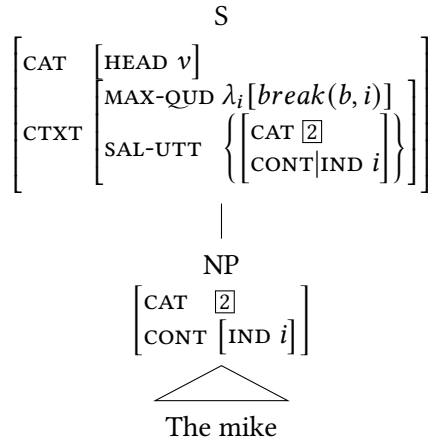 S
CAT [HEAD v]
CTXT [MAX-QUD λᵢ[break(b, i)]
SAL-UTT {[CAT 2
CONT|IND i]}]
NP
[CAT 2
CONT [IND i]]
The mike